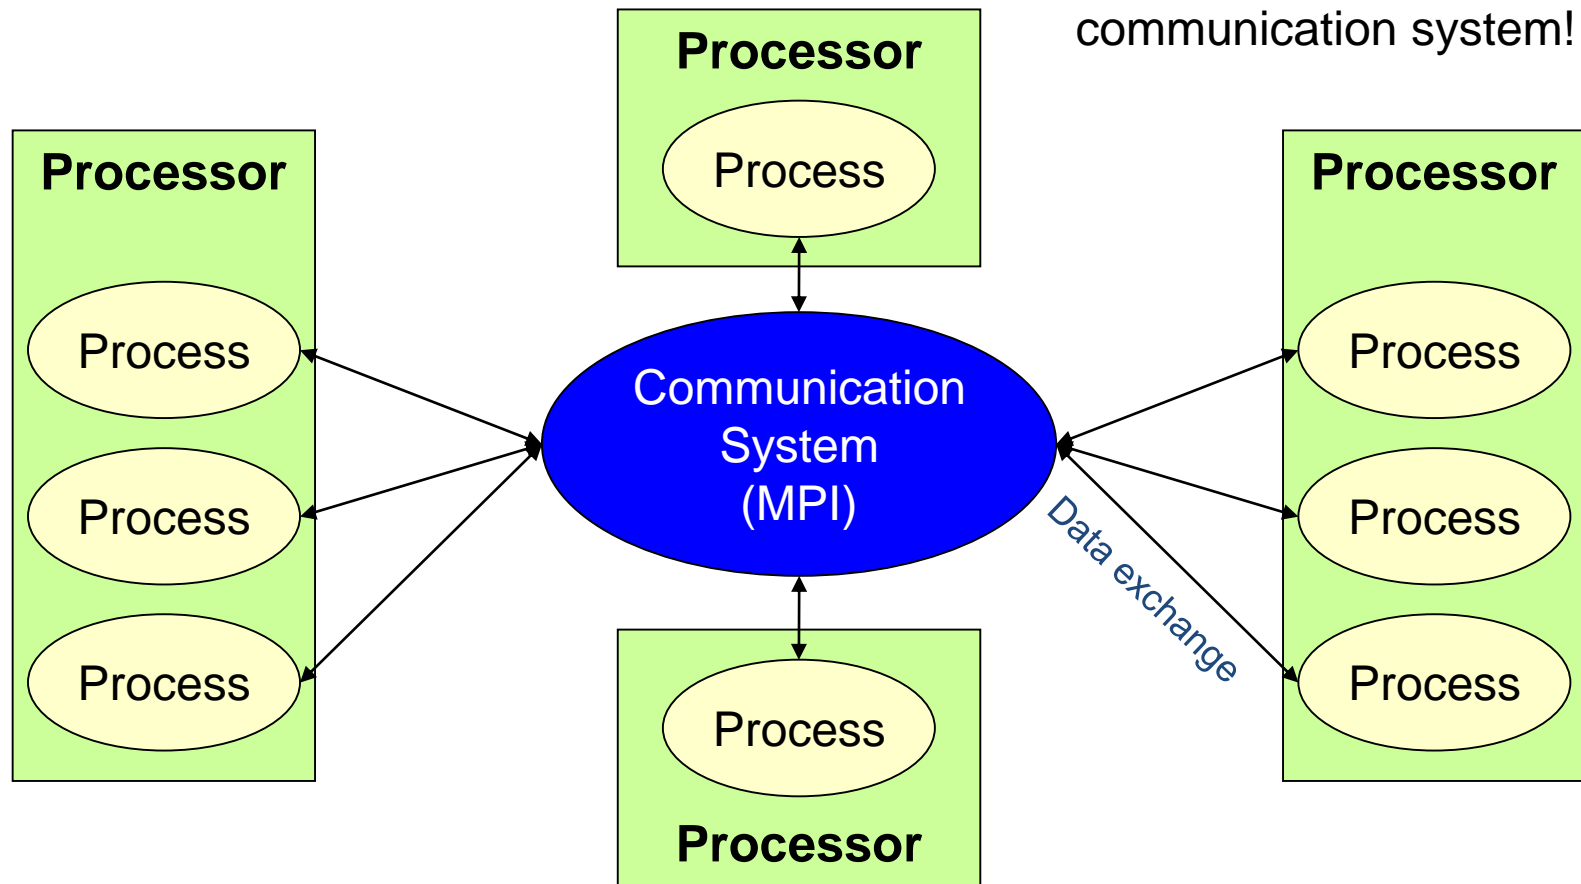 communication system!
Processor
Process
Processor
Process
Process
Process
Communication
System
(MPI)
Data exchange
Processor
Process
Process
Process
Process
Processor